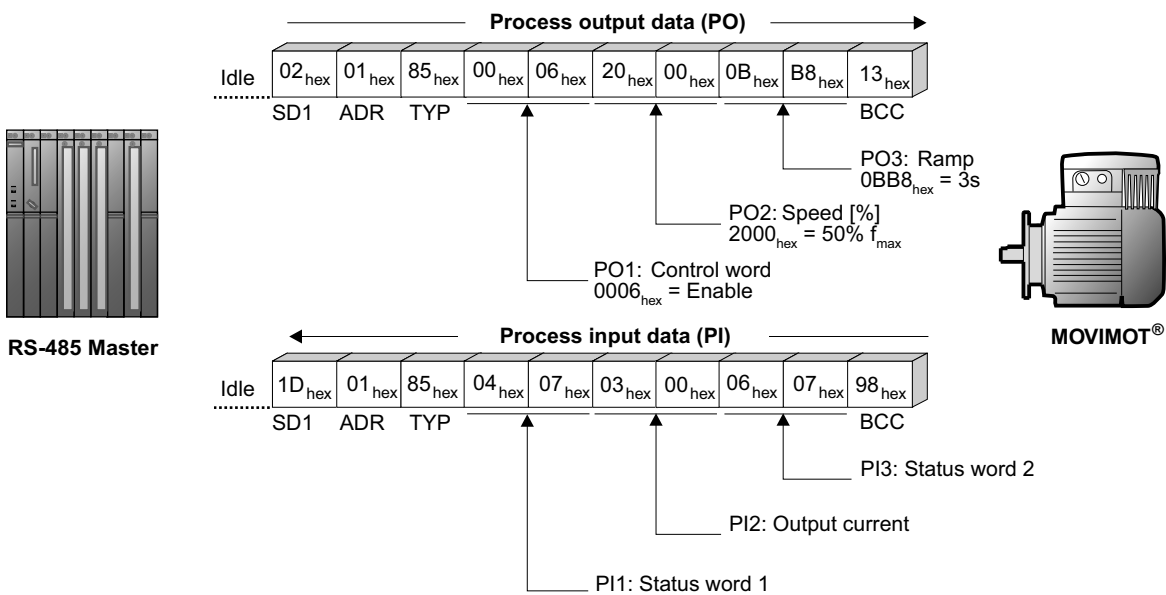 Process output data (PO)
Idle
02hex 01hex 85hex 00hex 06hex 20hex 00hex 0Bhex B8hex 13hex
SD1 ADR TYP BCC
PO3: Ramp
0BB8hex = 3s
PO2: Speed [%]
2000hex = 50% fmax
PO1: Control word
0006hex = Enable
RS-485 Master
MOVIMOT®
Process input data (PI)
Idle
1Dhex 01hex 85hex 04hex 07hex 03hex 00hex 06hex 07hex 98hex
SD1 ADR TYP BCC
PI3: Status word 2
PI2: Output current
PI1: Status word 1